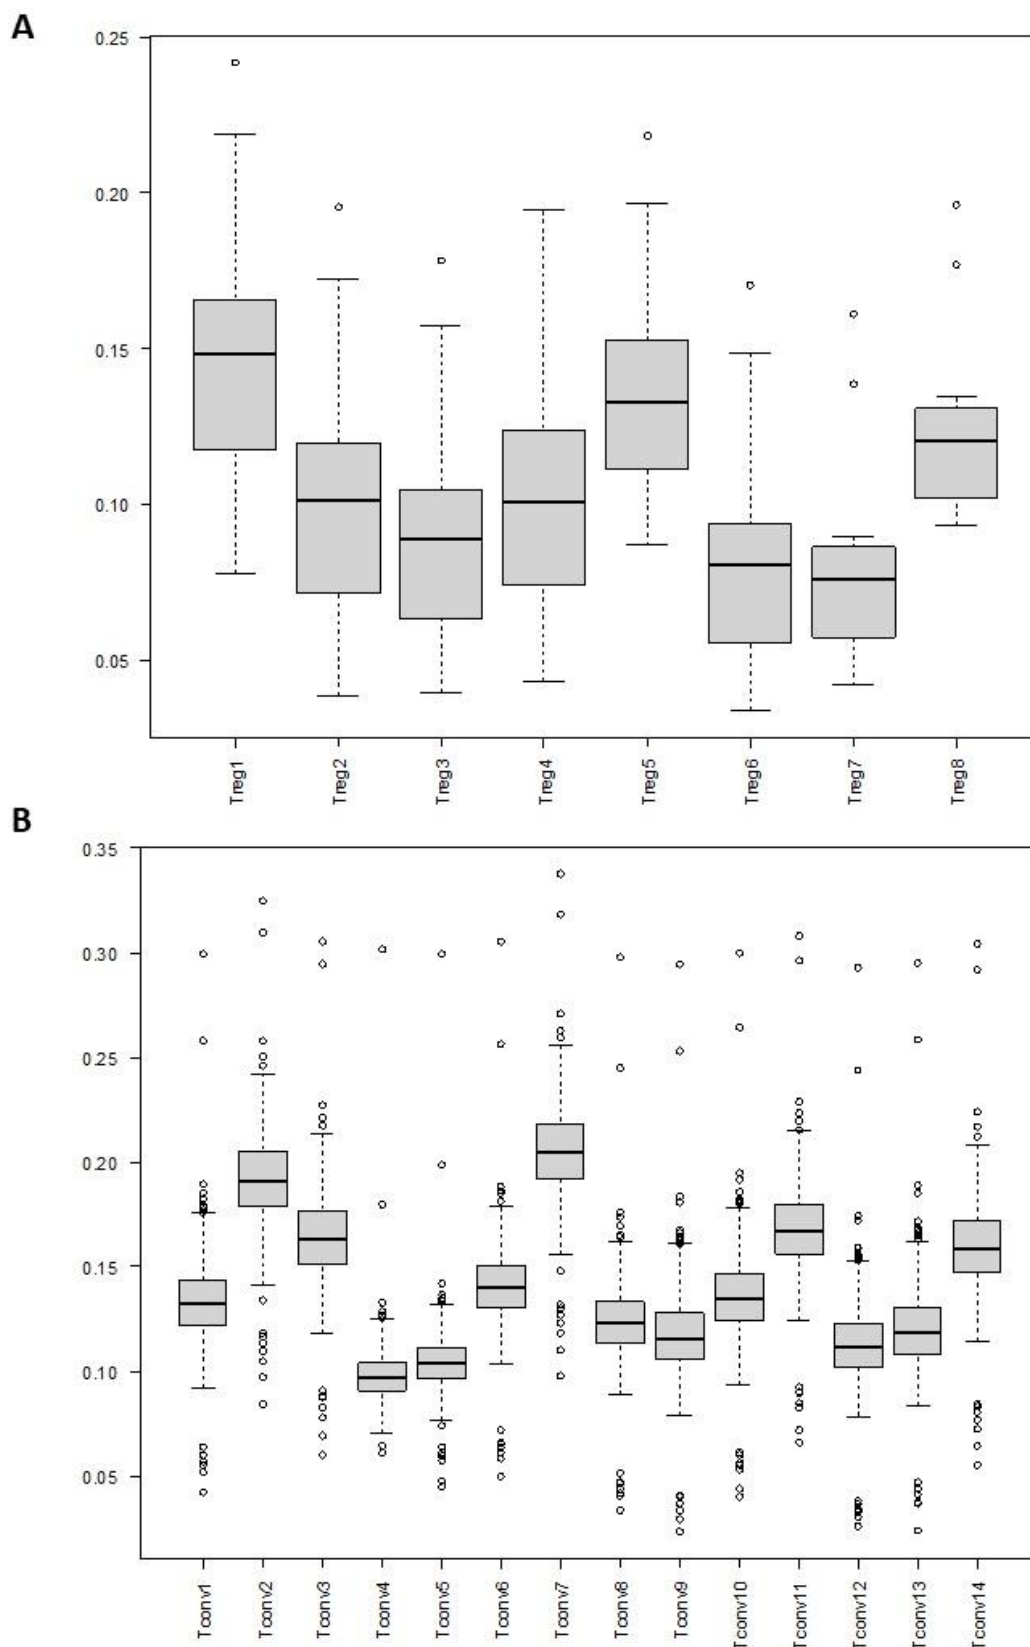 A
0.25
0.20
0.15
0.10
0.05
Treg1
Treg2
Treg3
Treg4
Treg5
Treg6
Treg7
Treg8
B
0.35
0.30
0.25
0.20
0.15
0.10
0.05
Tconv1
Tconv2
Tconv3
Tconv4
Tconv5
Tconv6
Tconv7
Tconv8
Tconv9
Tconv10
Tconv11
Tconv12
Tconv13
Tconv14